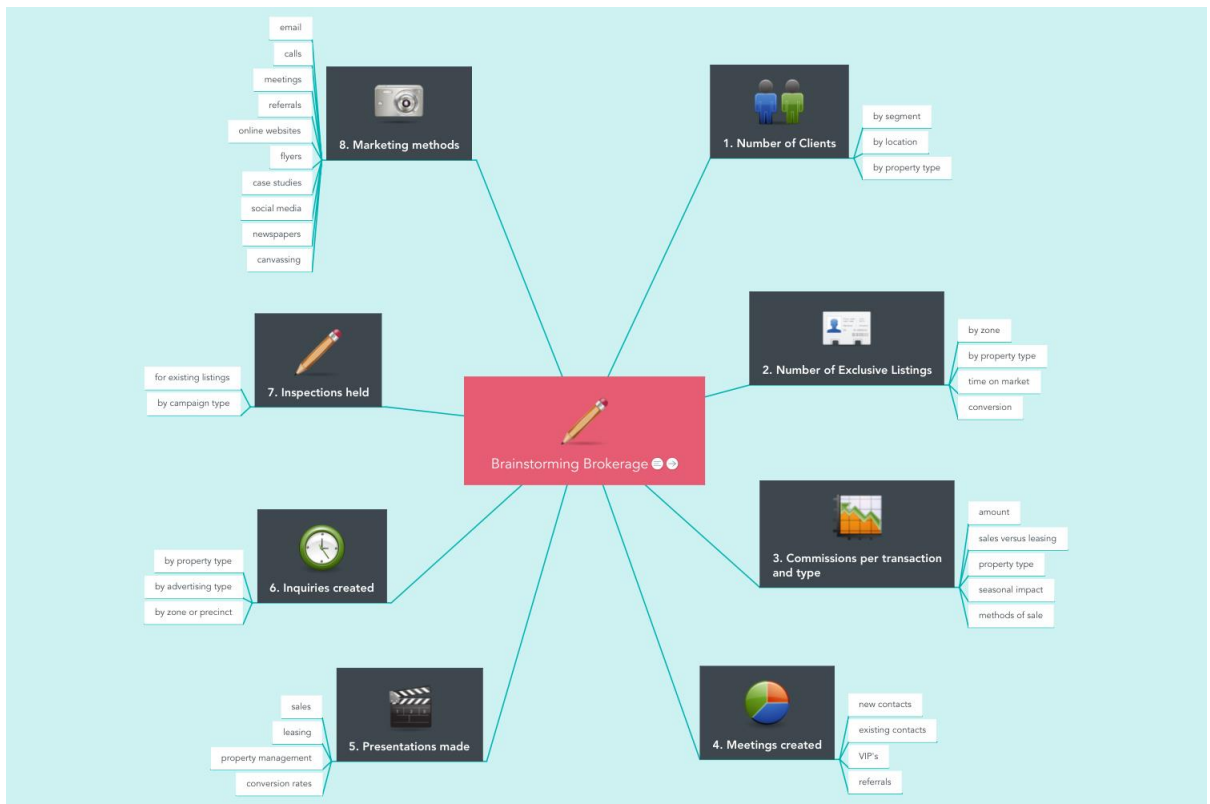 Brainstorming Brokerage
1. Number of Clients
by segment
by location
by property type
2. Number of Exclusive Listings
by zone
by property type
time on market
conversion
3. Commissions per transaction
and type
amount
sales versus leasing
property type
seasonal impact
methods of sale
4. Meetings created
new contacts
existing contacts
VIP's
referrals
5. Presentations made
sales
leasing
property management
conversion rates
6. Inquiries created
by property type
by advertising type
by zone or precinct
7. Inspections held
for existing listings
by campaign type
8. Marketing methods
email
calls
meetings
referrals
online websites
flyers
case studies
social media
newspapers
canvassing